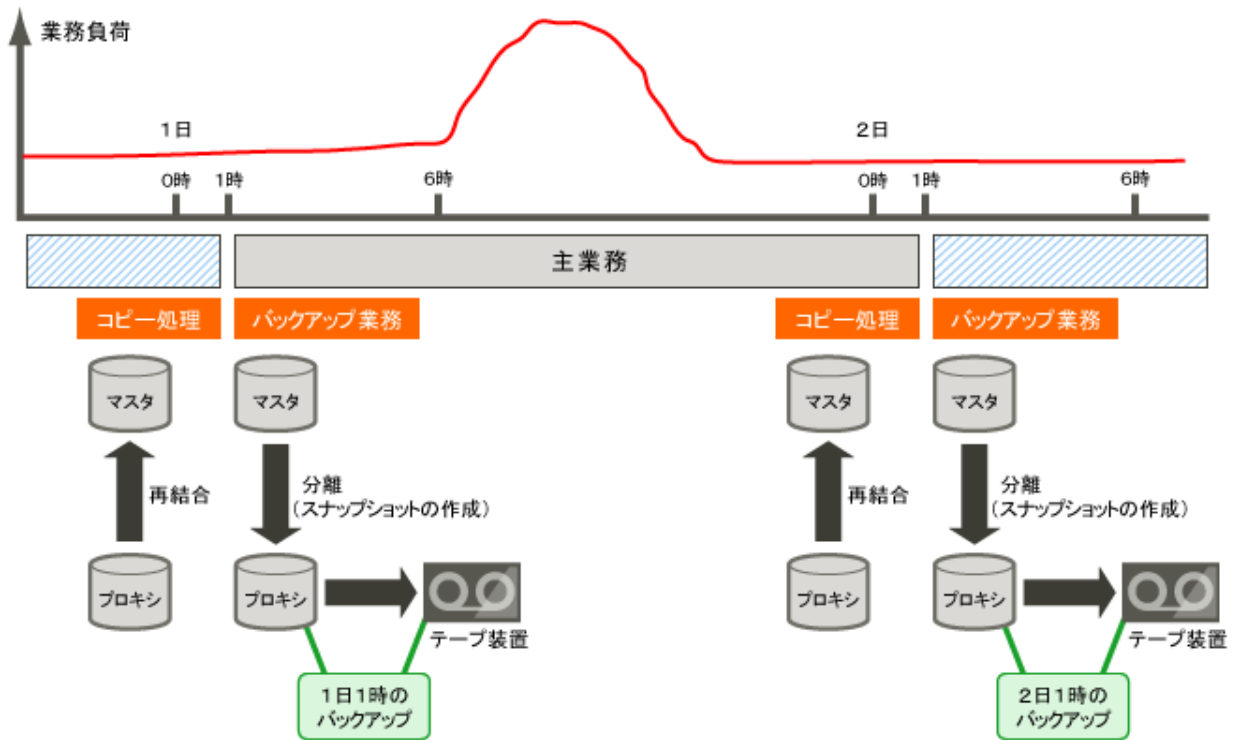 業務負荷
1日
2日
0時
1時
6時
0時
1時
6時
主業務
コピー処理
バックアップ業務
コピー処理
バックアップ業務
マスタ
マスタ
マスタ
マスタ
再結合
分離
(スナップショットの作成)
再結合
分離
(スナップショットの作成)
プロキシ
プロキシ
プロキシ
プロキシ
テープ装置
テープ装置
1日1時の
バックアップ
2日1時の
バックアップ